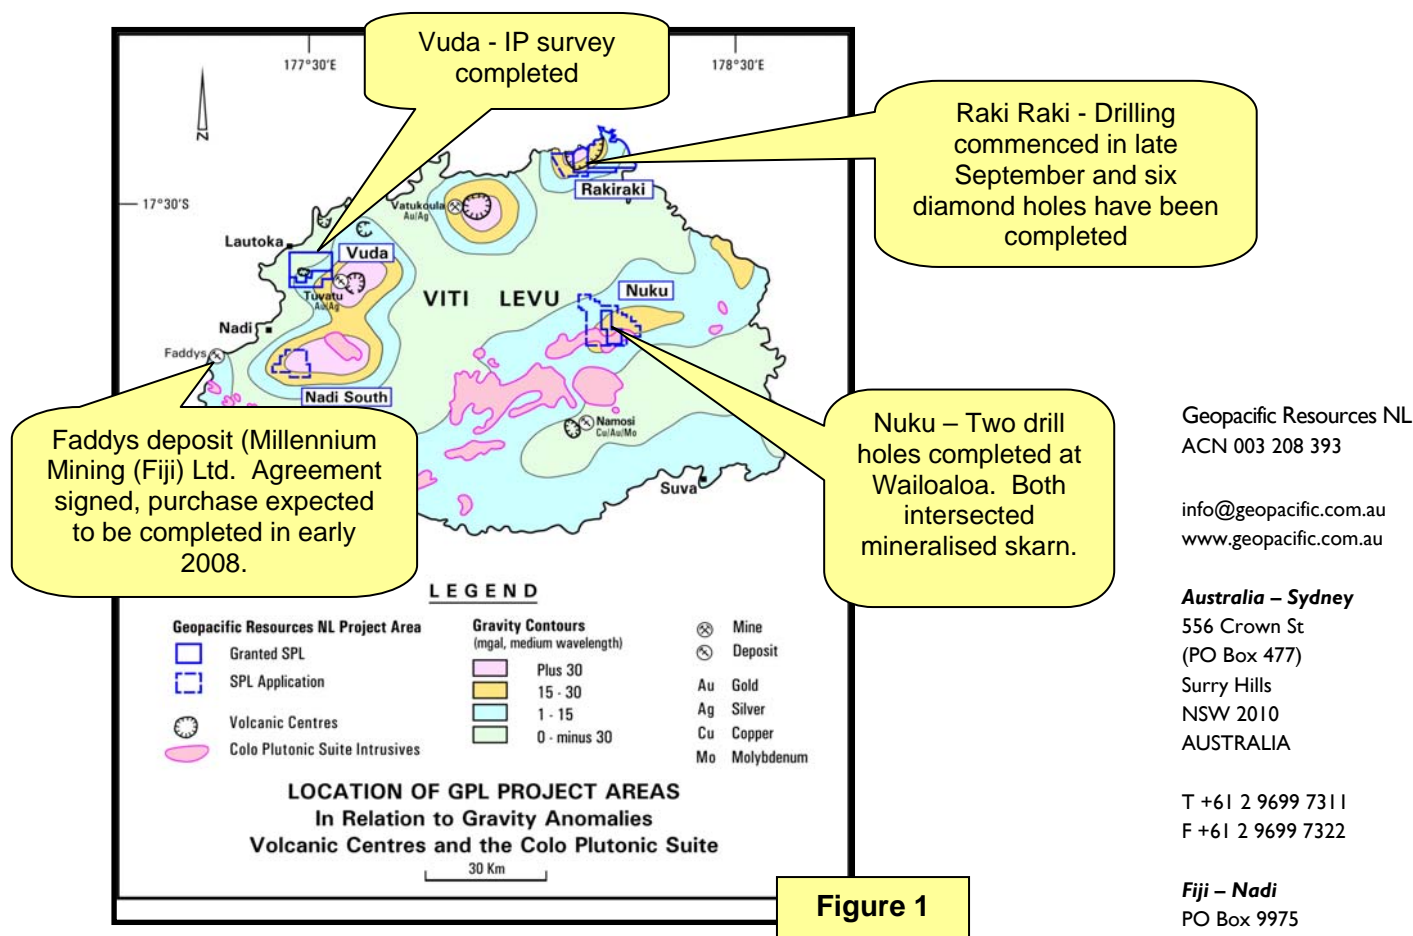 Vuda - IP survey
completed
177°30'E
178°30'E
N
Raki Raki - Drilling
commenced in late
September and six
diamond holes have been
completed
17°30'S
Rakiraki
Vatukoula
Au/Ag
Lautoka
Vuda
Tuvatu
Au/Ag
VITI LEVU
Nuku
Nadi
Faddys
Nadi South
Namosi
Cu/Au/Mo
Suva
Faddys deposit (Millennium
Mining (Fiji) Ltd. Agreement
signed, purchase expected
to be completed in early
2008.
Nuku – Two drill
holes completed at
Wailoaloa. Both
intersected
mineralised skarn.
LEGEND
Geopacific Resources NL Project Area
Granted SPL
SPL Application
Volcanic Centres
Colo Plutonic Suite Intrusives
Gravity Contours
(mgal, medium wavelength)
Plus 30
15 - 30
1 - 15
0 - minus 30
Mine
Deposit
Au Gold
Ag Silver
Cu Copper
Mo Molybdenum
LOCATION OF GPL PROJECT AREAS
In Relation to Gravity Anomalies
Volcanic Centres and the Colo Plutonic Suite
30 Km
Figure 1
Geopacific Resources NL
ACN 003 208 393
info@geopacific.com.au
www.geopacific.com.au
Australia – Sydney
556 Crown St
(PO Box 477)
Surry Hills
NSW 2010
AUSTRALIA
T +61 2 9699 7311
F +61 2 9699 7322
Fiji – Nadi
PO Box 9975